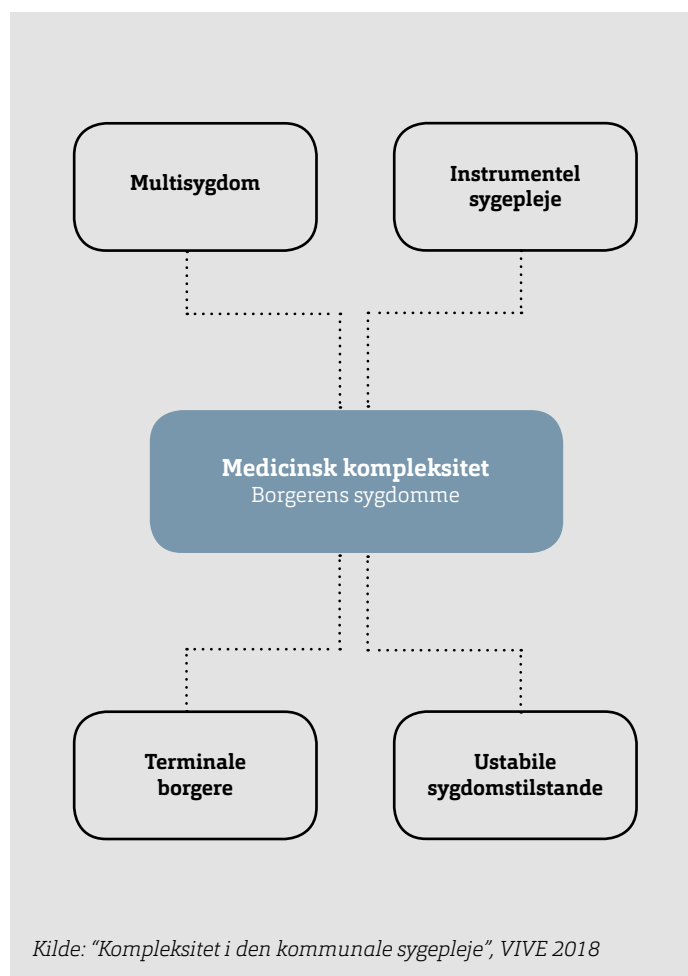 Multisygdom
Instrumentel
sygepleje
Medicinsk kompleksitet
Borgerens sygdomme
Terminale
borgere
Ustabile
sygdomstilstande
Kilde: “Kompleksitet i den kommunale sygepleje”, VIVE 2018